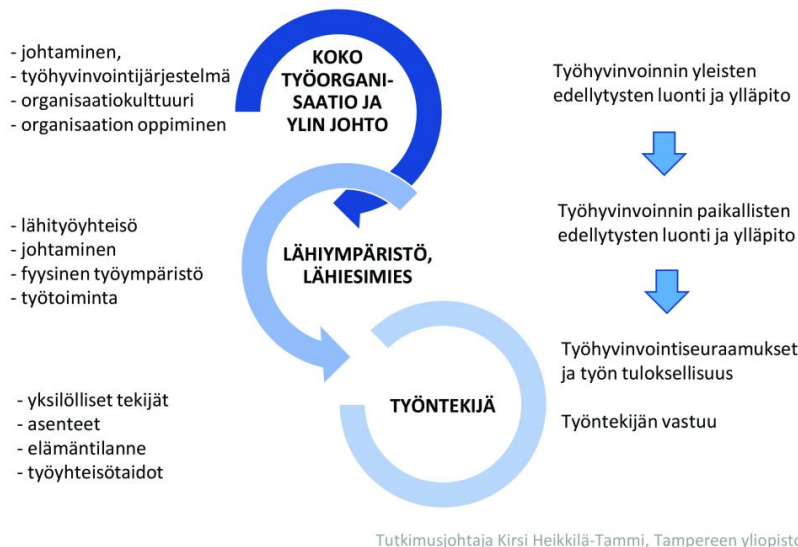 - johtaminen,
- työhyvinvointijärjestelmä
- organisaatiokulttuuri
- organisaation oppiminen
KOKO
TYÖORGANI-
SAATIO JA
YLIN JOHTO
Työhyvinvoinnin yleisten
edellytysten luonti ja ylläpito
- lähityöyhteisö
- johtaminen
- fyysinen työympäristö
- työtoiminta
LÄHIYMPÄRISTÖ,
LÄHIESIMIES
Työhyvinvoinnin paikallisten
edellytysten luonti ja ylläpito
- yksilölliset tekijät
- asenteet
- elämäntilanne
- työyhteisötaidot
TYÖNTEKIJÄ
Työhyvinvointiseuraamukset
ja työn tuloksellisuus
Työntekijän vastuu
Tutkimusjohtaja Kirsi Heikkilä-Tammi, Tampereen yliopisto